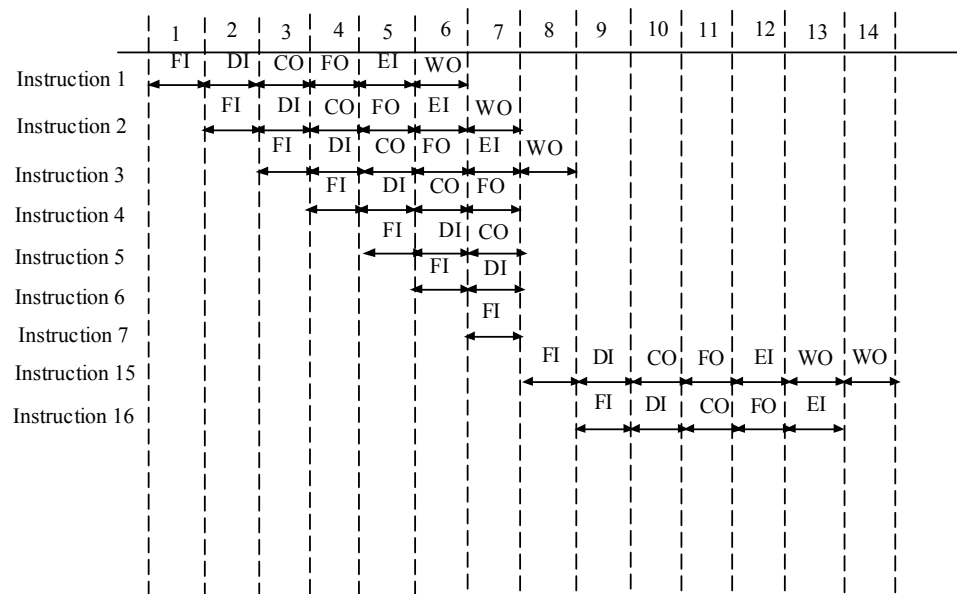 1 2 3 4 5 6 7 8 9 10 11 12 13 14
FI DI CO FO EI WO
Instruction 1
FI DI CO FO EI WO
Instruction 2
FI DI CO FO EI WO
Instruction 3
FI DI CO FO
Instruction 4
FI DI CO
Instruction 5
FI DI
Instruction 6
FI
Instruction 7
FI DI CO FO EI WO WO
Instruction 15
FI DI CO FO EI
Instruction 16